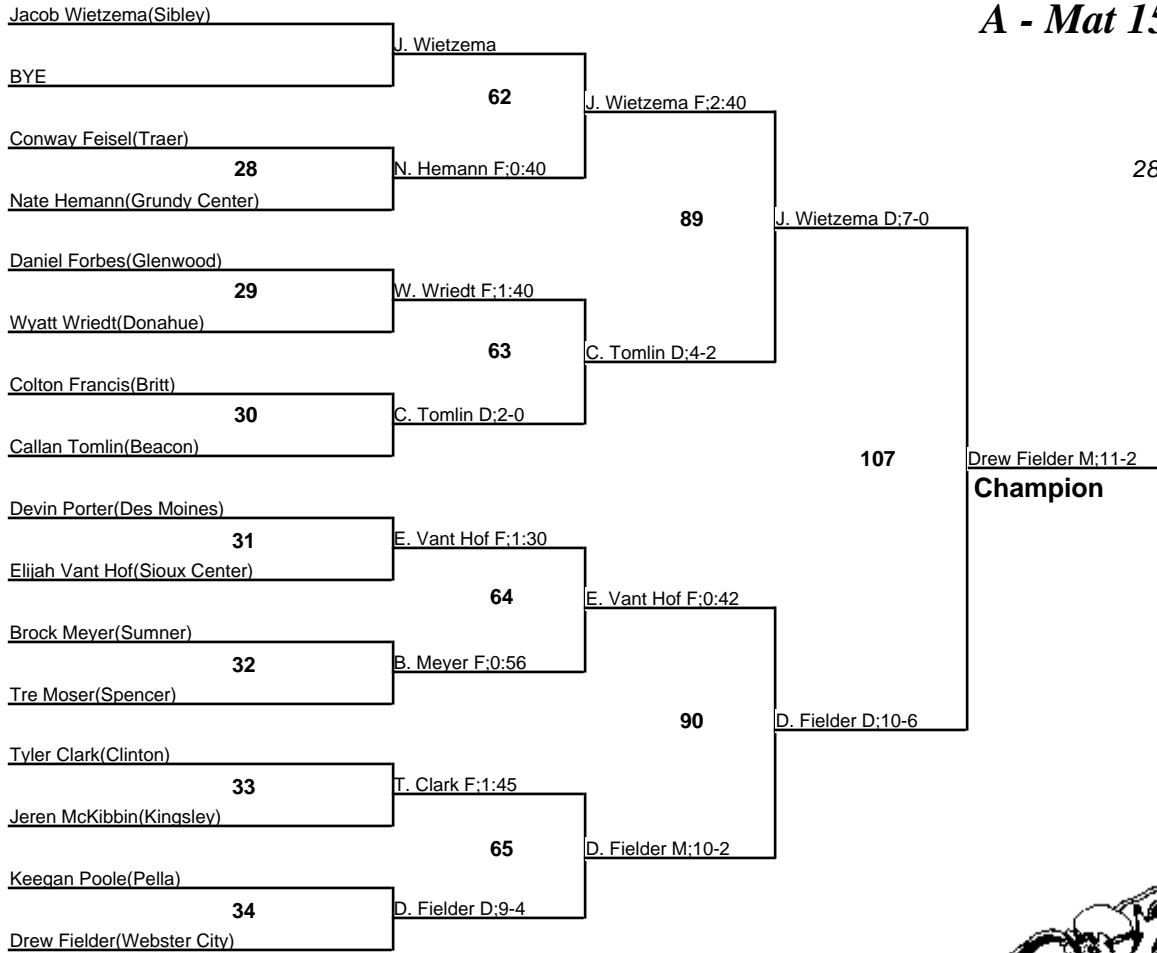 Jacob Wietzema(Sibley)
A - Mat 15
J. Wietzema
BYE
62
J. Wietzema F;2:40
Conway Feisel(Traer)
28
N. Hemann F;0:40
28
Nate Hemann(Grundy Center)
89
J. Wietzema D;7-0
Daniel Forbes(Glenwood)
29
W. Wriedt F;1:40
Wyatt Wriedt(Donahue)
63
C. Tomlin D;4-2
Colton Francis(Britt)
30
C. Tomlin D;2-0
Callan Tomlin(Beacon)
107
Drew Fielder M;11-2
Champion
Devin Porter(Des Moines)
31
E. Vant Hof F;1:30
Elijah Vant Hof(Sioux Center)
64
E. Vant Hof F;0:42
Brock Meyer(Sumner)
32
B. Meyer F;0:56
Tre Moser(Spencer)
90
D. Fielder D;10-6
Tyler Clark(Clinton)
33
T. Clark F;1:45
Jeren McKibbin(Kingsley)
65
D. Fielder M;10-2
Keegan Poole(Pella)
34
D. Fielder D;9-4
Drew Fielder(Webster City)